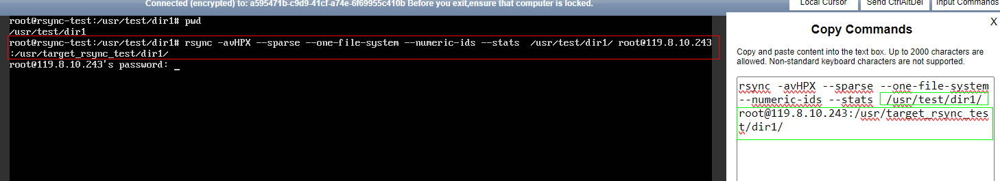 Connected (encrypted) to: a595471b-c9d9-41cf-a74e-6f69955c410b Before you exit,ensure that computer is locked.
Local Cursor
Send CtrlAltDel
Input Commands
root@rsync-test:/usr/test/dir1# pwd
/usr/test/dir1
root@rsync-test:/usr/test/dir1# rsync -avHPX --sparse --one-file-system --numeric-ids --stats  /usr/test/dir1/ root@119.8.10.243
:/usr/target_rsync_test/dir1/
root@119.8.10.243's password: _
X
Copy Commands
Copy and paste content into the text box. Up to 2000 characters are
allowed. Non-standard keyboard characters are not supported.
rsync -avHPX --sparse --one-file-system
--numeric-ids --stats  /usr/test/dir1/
root@119.8.10.243:/usr/target_rsync_tes
t/dir1/